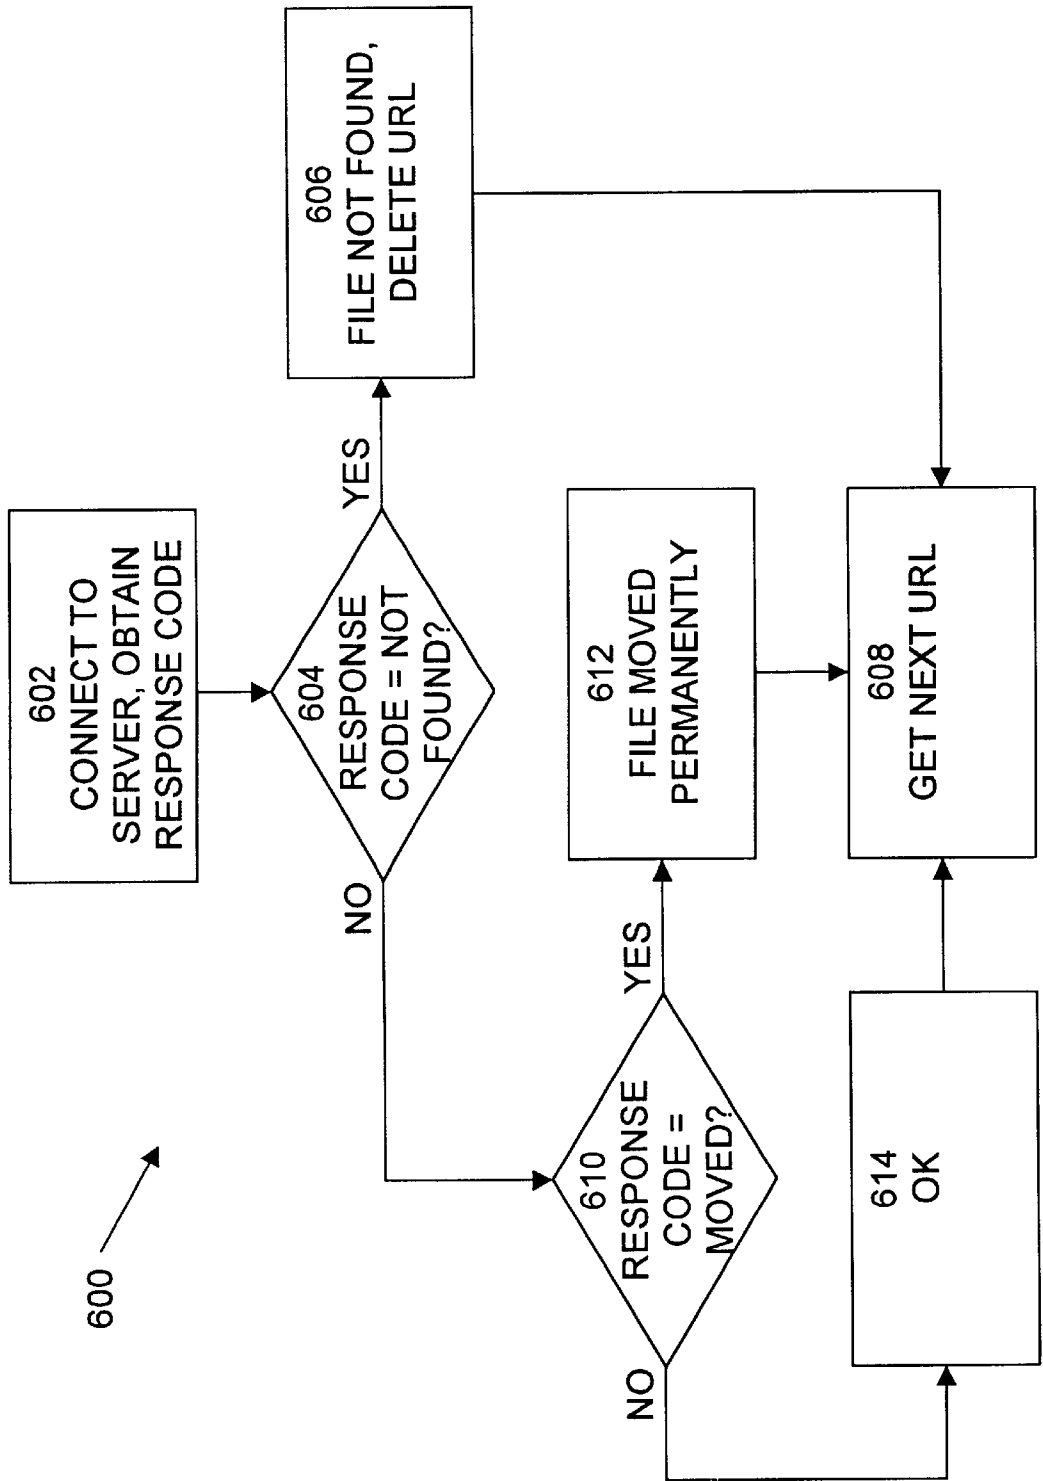 600
602
CONNECT TO
SERVER, OBTAIN
RESPONSE CODE
604
RESPONSE
CODE = NOT
FOUND?
YES
606
FILE NOT FOUND,
DELETE URL
NO
610
RESPONSE
CODE =
MOVED?
YES
612
FILE MOVED
PERMANENTLY
NO
614
OK
608
GET NEXT URL